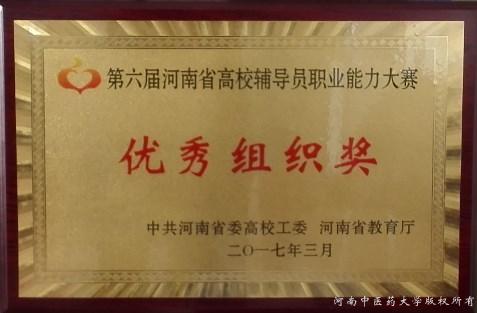 第六届河南省高校辅导员职业能力大赛
优秀组织奖
中共河南省委高校工委 河南省教育厅
二〇一七年三月
河南中医药大学版权所有